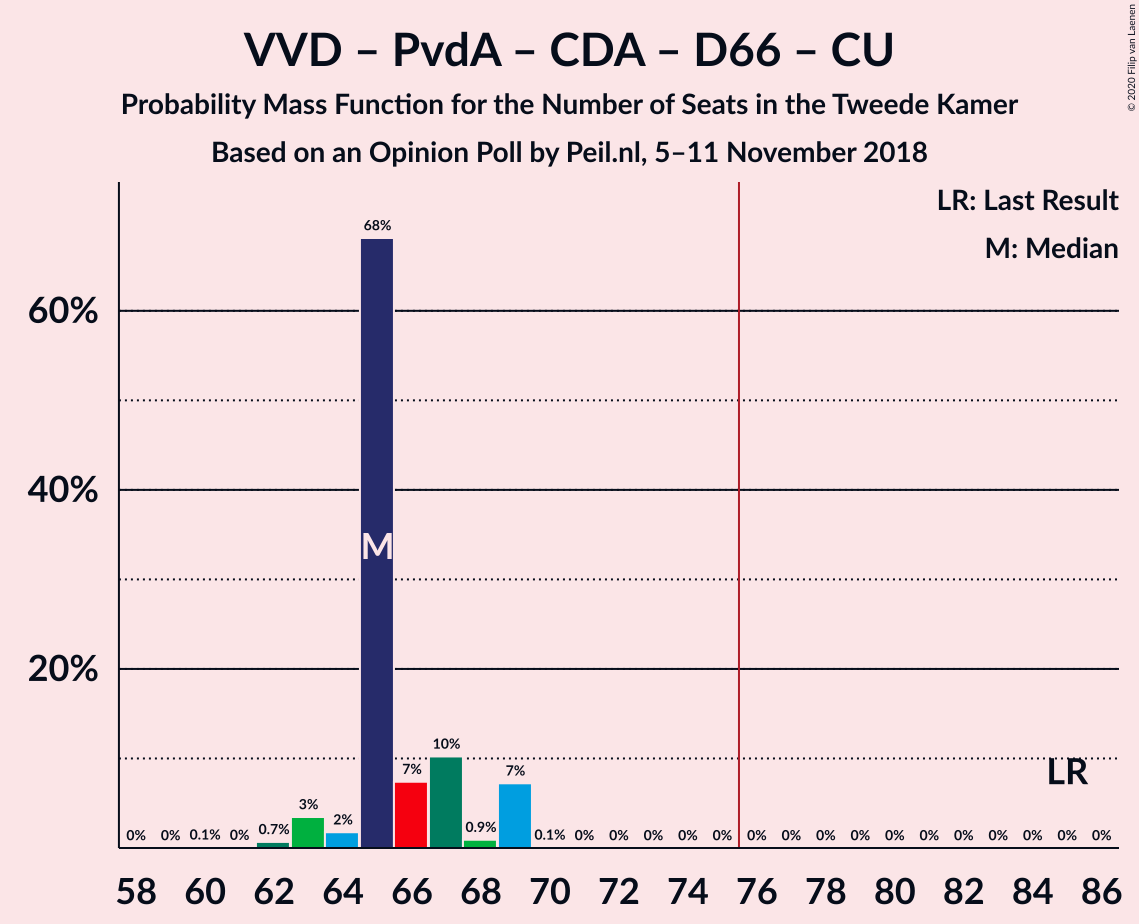 VVD – PvdA – CDA – D66 – CU
Probability Mass Function for the Number of Seats in the Tweede Kamer
Based on an Opinion Poll by Peil.nl, 5–11 November 2018
© 2020 Filip van Laenen
LR: Last Result
M: Median
60%
40%
20%
68%
M
LR
0% 0% 0.1% 0% 0.7% 3% 2% 7% 10% 0.9% 7% 0.1% 0% 0% 0% 0% 0% 0% 0% 0% 0% 0% 0% 0% 0% 0% 0% 0%
58 60 62 64 66 68 70 72 74 76 78 80 82 84 86